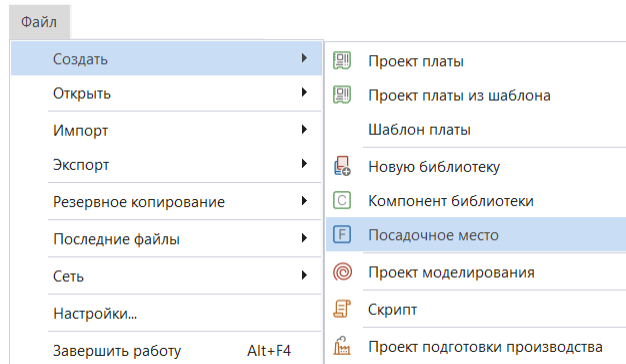 Файл
Создать
Открыть
Импорт
Экспорт
Резервное копирование
Последние файлы
Сеть
Настройки...
Завершить работу Alt+F4
Проект платы
Проект платы из шаблона
Шаблон платы
Новую библиотеку
C Компонент библиотеки
F Посадочное место
Проект моделирования
Скрипт
Проект подготовки производства